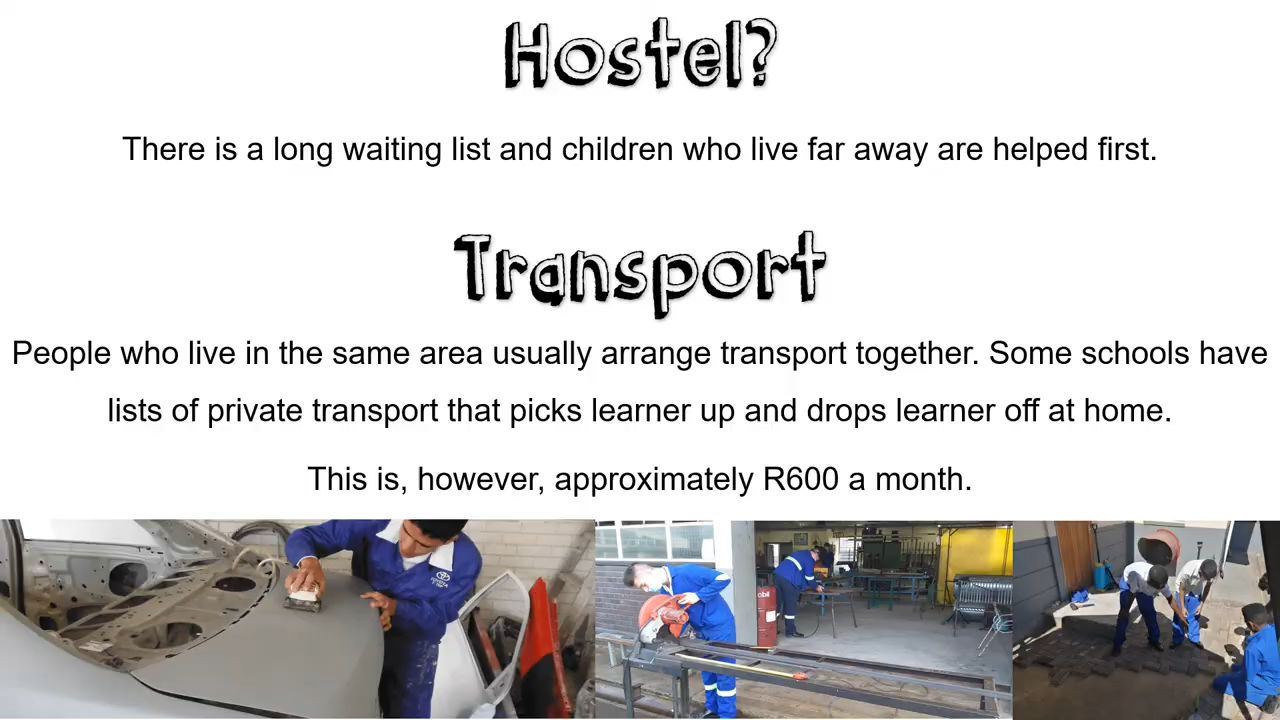 Hostel?
There is a long waiting list and children who live far away are helped first.
Transport
People who live in the same area usually arrange transport together. Some schools have
lists of private transport that picks learner up and drops learner off at home.
This is, however, approximately R600 a month.